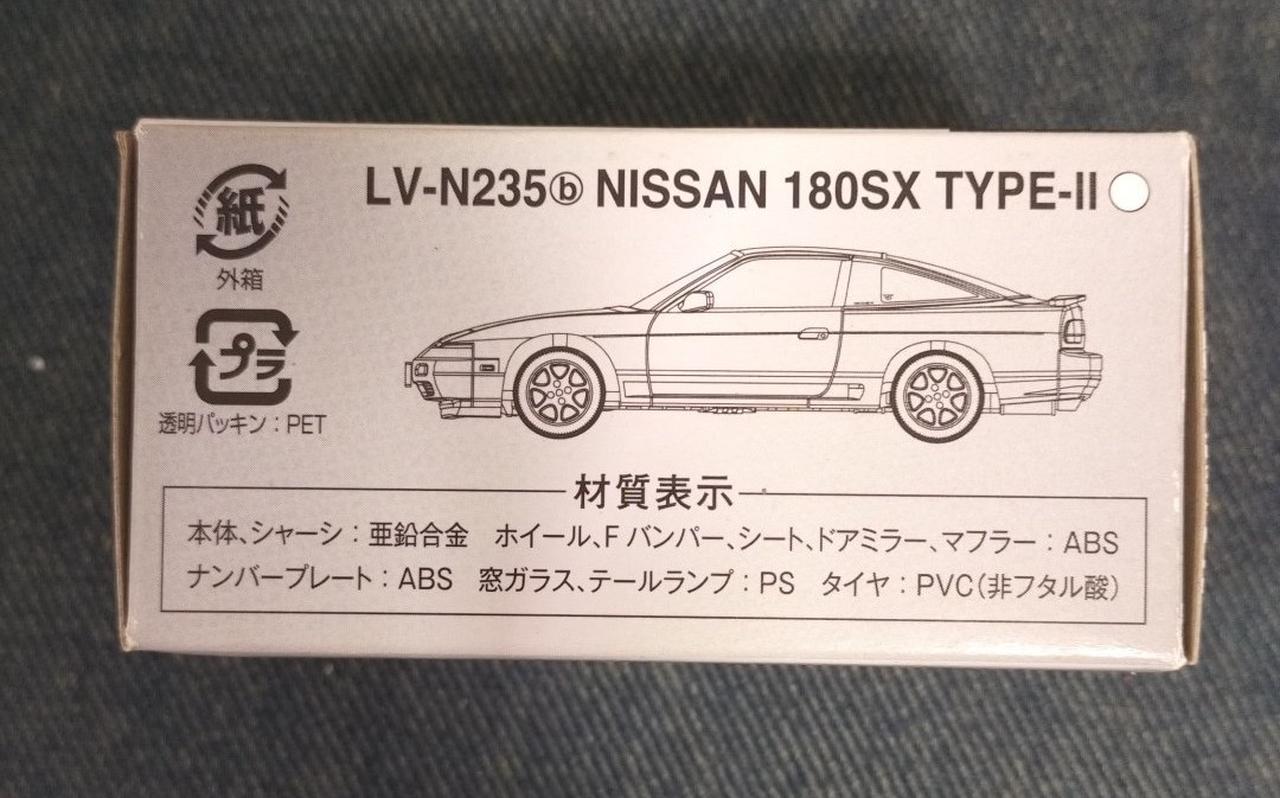 LV-N235ⓑ NISSAN 180SX TYPE-II
紙
外箱
プラ
透明パッキン：PET
材質表示
本体、シャーシ：亜鉛合金　ホイール、Fバンパー、シート、ドアミラー、マフラー：ABS
ナンバープレート：ABS　窓ガラス、テールランプ：PS　タイヤ：PVC（非フタル酸）